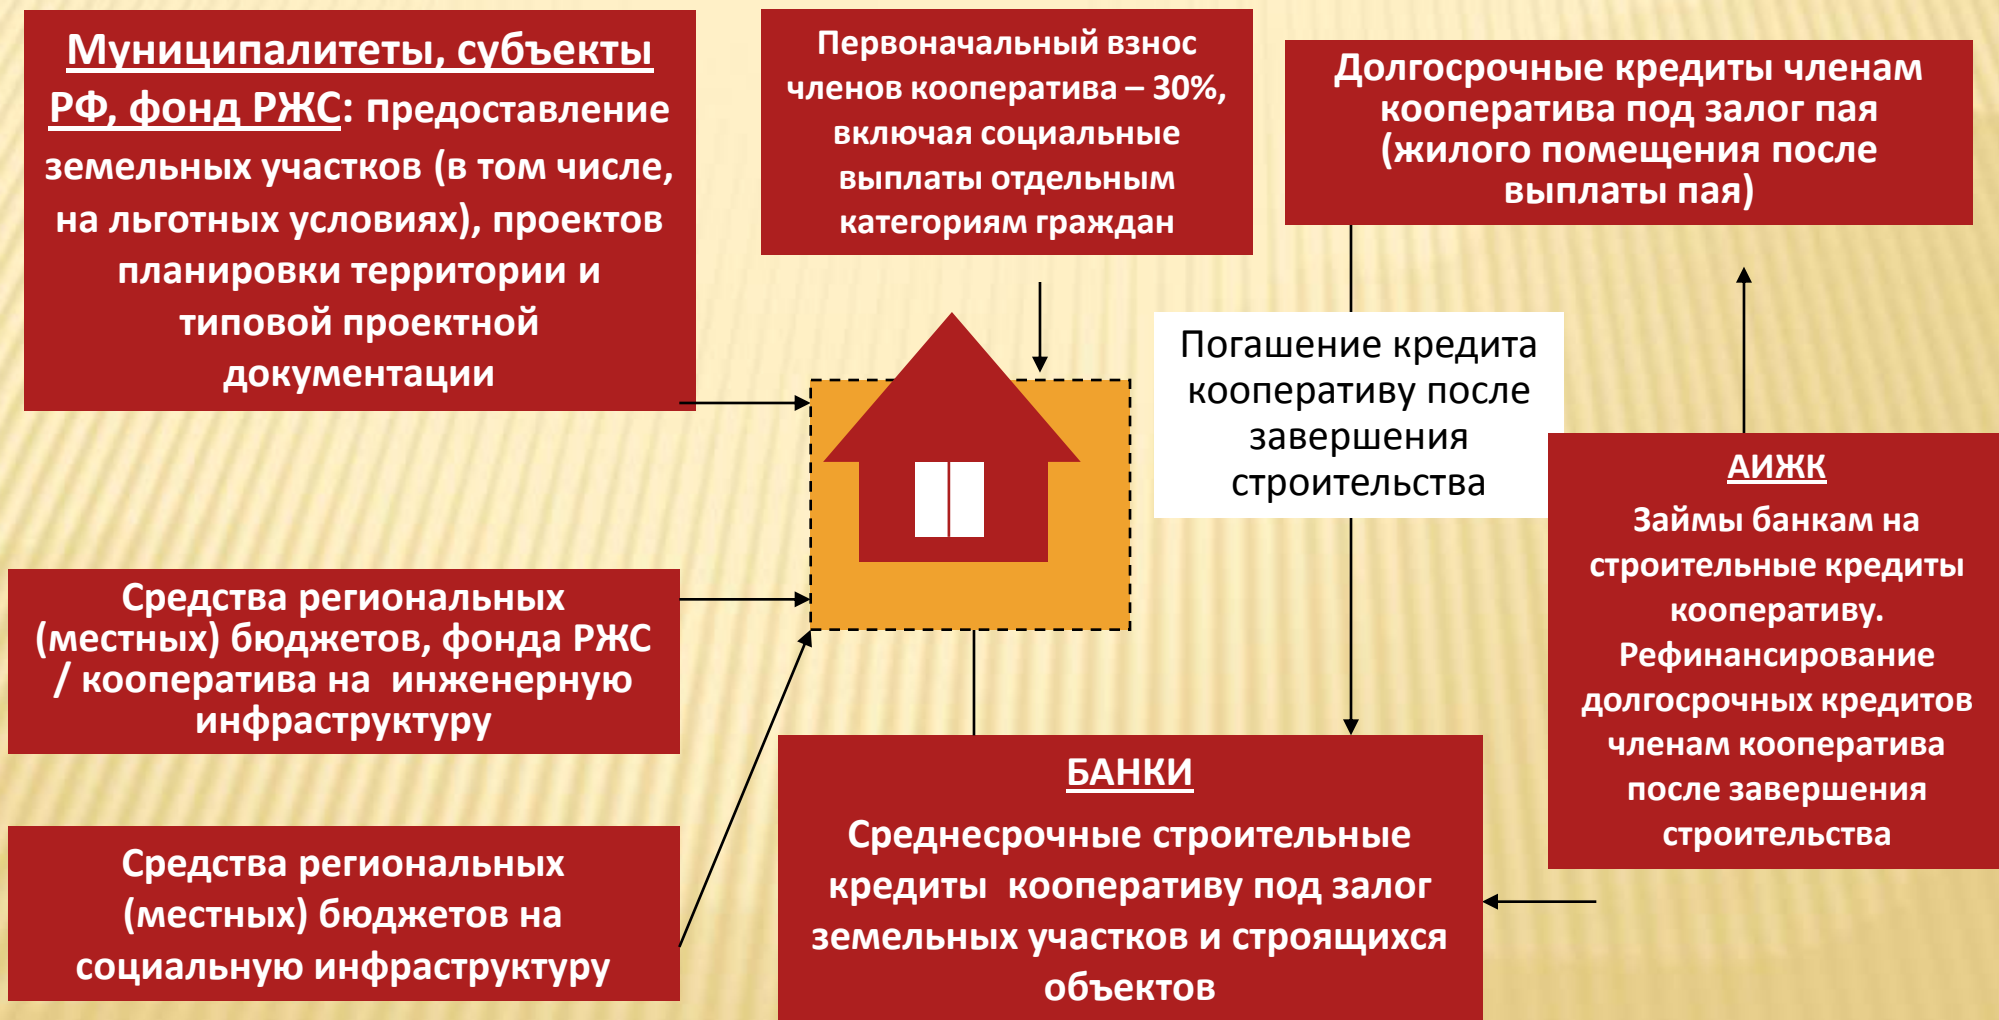 Муниципалитеты, субъекты
РФ, фонд РЖС: предоставление
земельных участков (в том числе,
на льготных условиях), проектов
планировки территории и
типовой проектной
документации
Первоначальный взнос
членов кооператива – 30%,
включая социальные
выплаты отдельным
категориям граждан
Долгосрочные кредиты членам
кооператива под залог пая
(жилого помещения после
выплаты пая)
Погашение кредита
кооперативу после
завершения
строительства
АИЖК
Займы банкам на
строительные кредиты
кооперативу.
Рефинансирование
долгосрочных кредитов
членам кооператива
после завершения
строительства
Средства региональных
(местных) бюджетов, фонда РЖС
/ кооператива на инженерную
инфраструктуру
БАНКИ
Среднесрочные строительные
кредиты кооперативу под залог
земельных участков и строящихся
объектов
Средства региональных
(местных) бюджетов на
социальную инфраструктуру